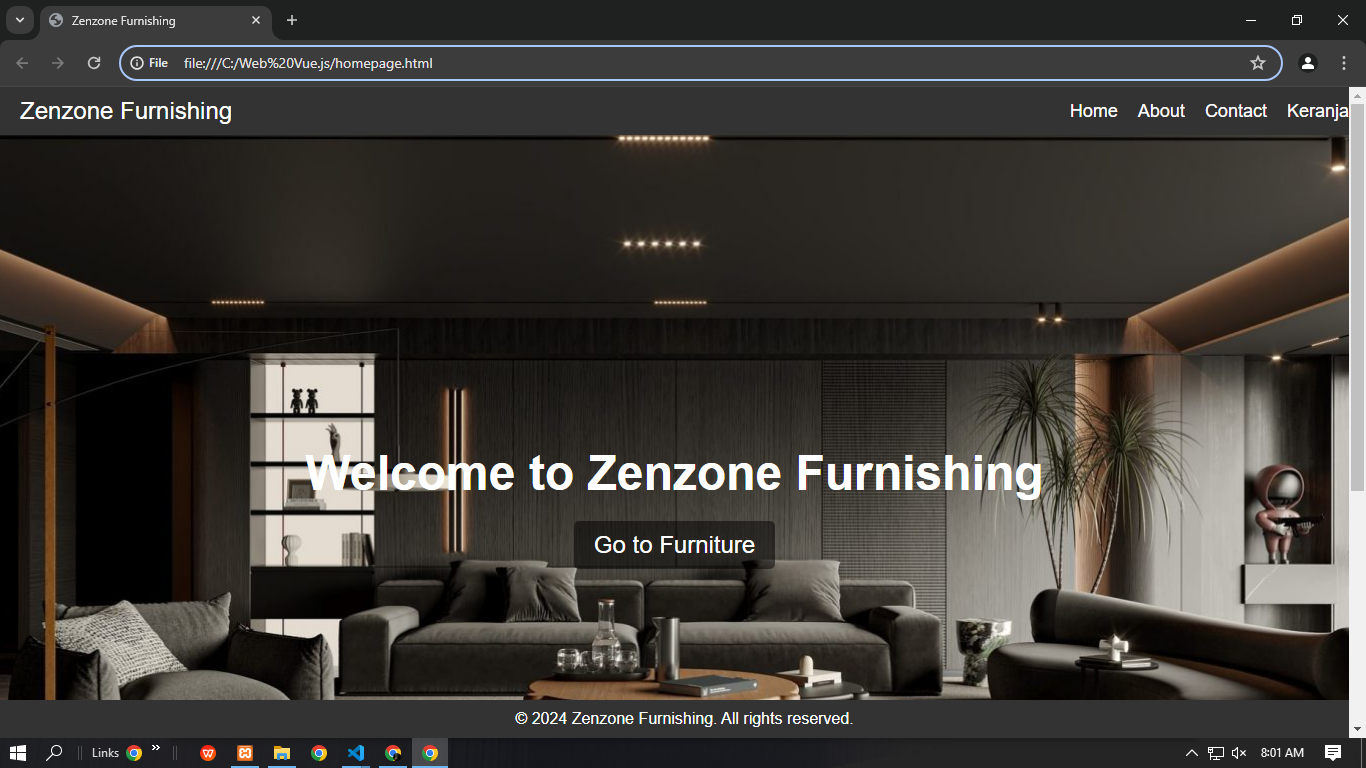 Zenzone Furnishing
File file:///C:/Web%20Vue.js/homepage.html
Zenzone Furnishing Home About Contact Keranja
Welcome to Zenzone Furnishing
Go to Furniture
© 2024 Zenzone Furnishing. All rights reserved.
Links 8:01 AM